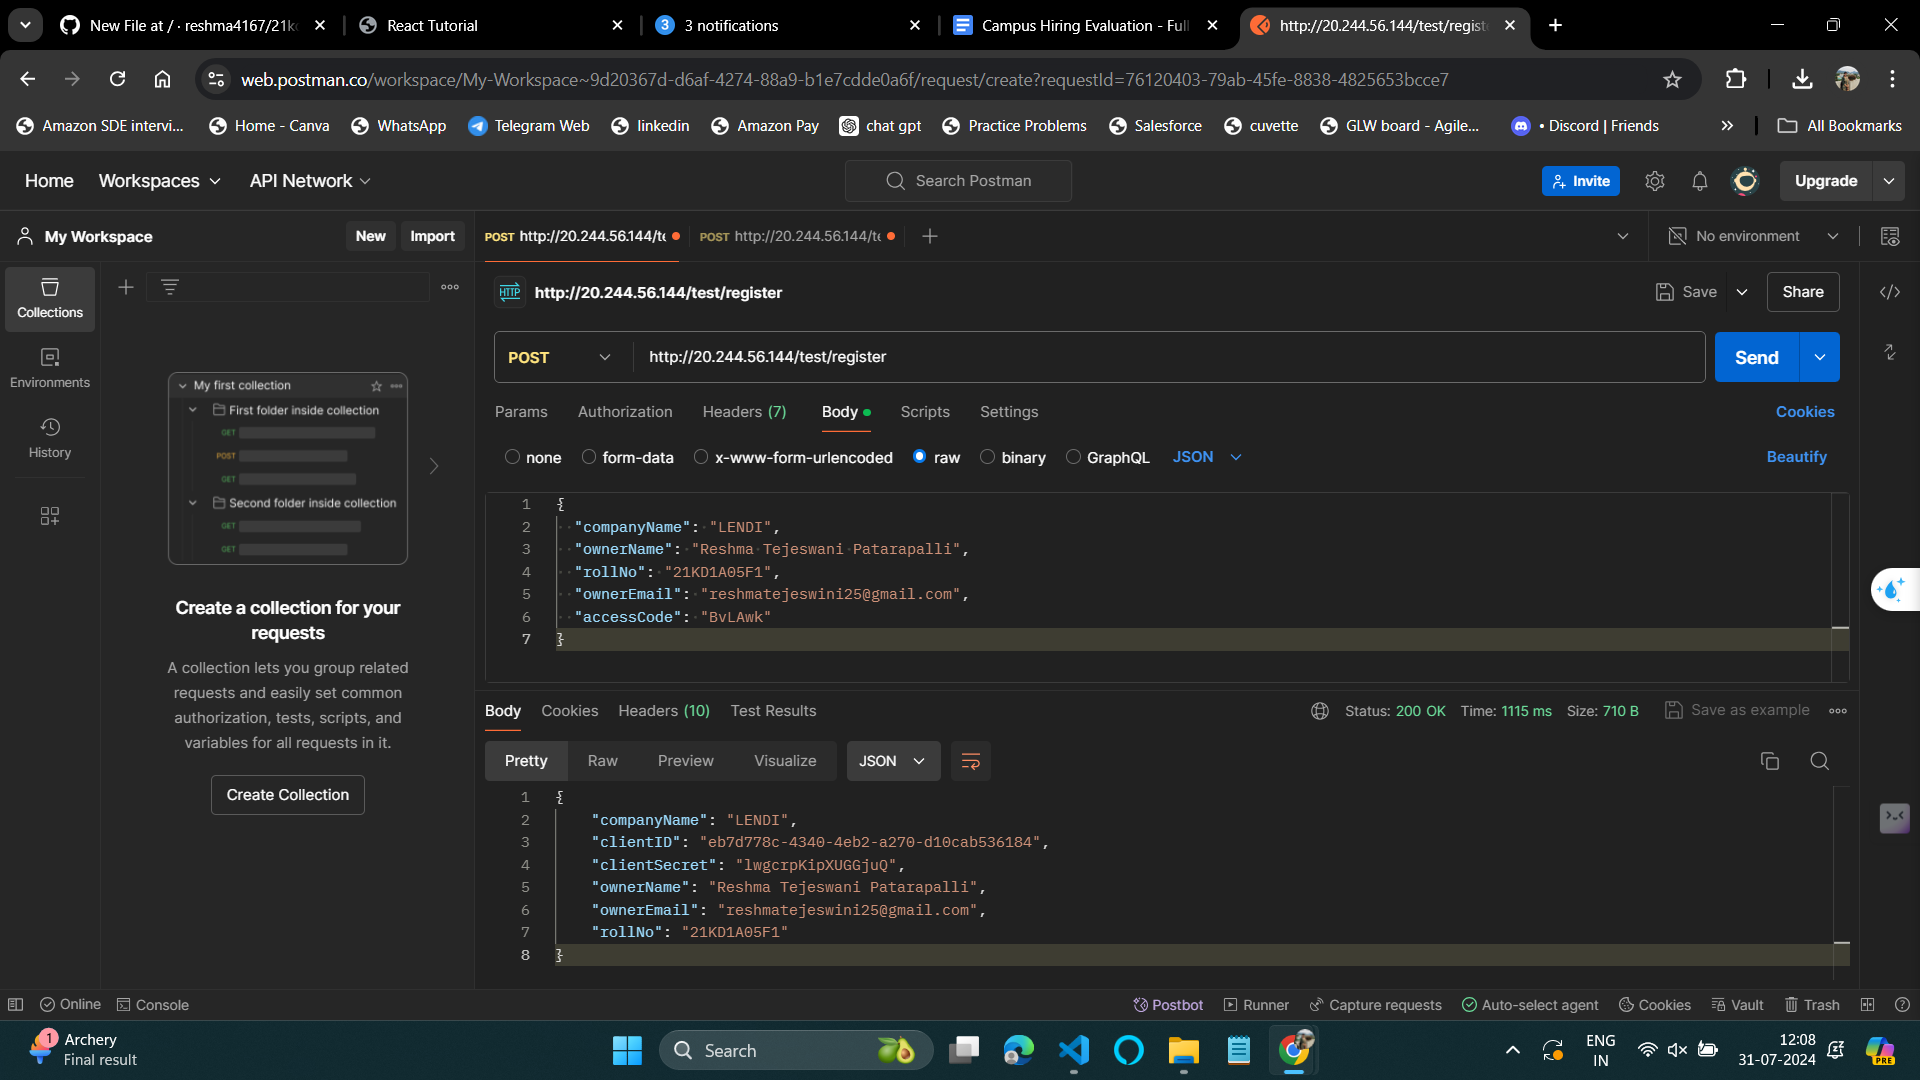 New File at / · reshma4167/21k
React Tutorial
3 notifications
Campus Hiring Evaluation - Full
http://20.244.56.144/test/regist
web.postman.co/workspace/My-Workspace~9d20367d-d6af-4274-88a9-b1e7cdde0a6f/request/create?requestId=76120403-79ab-45fe-8838-4825653bcce7
Amazon SDE intervi...
Home - Canva
WhatsApp
Telegram Web
linkedin
Amazon Pay
chat gpt
Practice Problems
Salesforce
cuvette
GLW board - Agile...
• Discord | Friends
All Bookmarks
Home
Workspaces
API Network
Search Postman
Invite
Upgrade
My Workspace
New
Import
POST http://20.244.56.144/te
POST http://20.244.56.144/te
No environment
Collections
Environments
History
My first collection
First folder inside collection
GET
POST
GET
Second folder inside collection
GET
GET
Create a collection for your
requests
A collection lets you group related
requests and easily set common
authorization, tests, scripts, and
variables for all requests in it.
Create Collection
HTTP http://20.244.56.144/test/register
Save
Share
POST
http://20.244.56.144/test/register
Send
Params
Authorization
Headers (7)
Body
Scripts
Settings
Cookies
none
form-data
x-www-form-urlencoded
raw
binary
GraphQL
JSON
Beautify
1 {
2 "companyName": "LENDI",
3 "ownerName": "Reshma Tejeswani Patarapalli",
4 "rollNo": "21KD1A05F1",
5 "ownerEmail": "reshmatejeswini25@gmail.com",
6 "accessCode": "BvLAwk"
7 }
Body
Cookies
Headers (10)
Test Results
Status: 200 OK
Time: 1115 ms
Size: 710 B
Save as example
Pretty
Raw
Preview
Visualize
JSON
1 {
2 "companyName": "LENDI",
3 "clientID": "eb7d778c-4340-4eb2-a270-d10cab536184",
4 "clientSecret": "lwgcrpKipXUGGjuQ",
5 "ownerName": "Reshma Tejeswani Patarapalli",
6 "ownerEmail": "reshmatejeswini25@gmail.com",
7 "rollNo": "21KD1A05F1"
8 }
Online
Console
Postbot
Runner
Capture requests
Auto-select agent
Cookies
Vault
Trash
1
Archery
Final result
Search
ENG
IN
12:08
31-07-2024
PRE